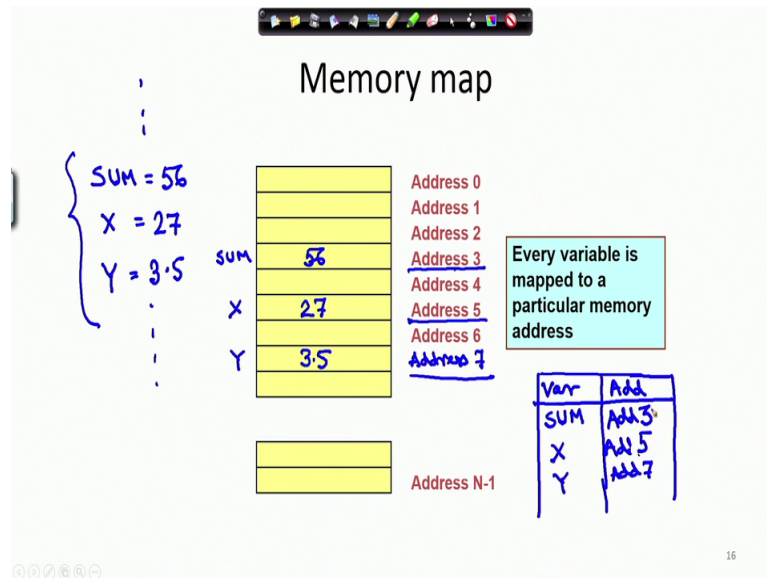 Memory map
SUM = 56
X = 27
Y = 3.5
Address 0
Address 1
Address 2
SUM 56 Address 3
Address 4
X 27 Address 5
Address 6
Y 3.5 Address 7
Address N-1
Every variable is
mapped to a
particular memory
address
Var Add
SUM Add 3
X Add 5
Y Add 7
16